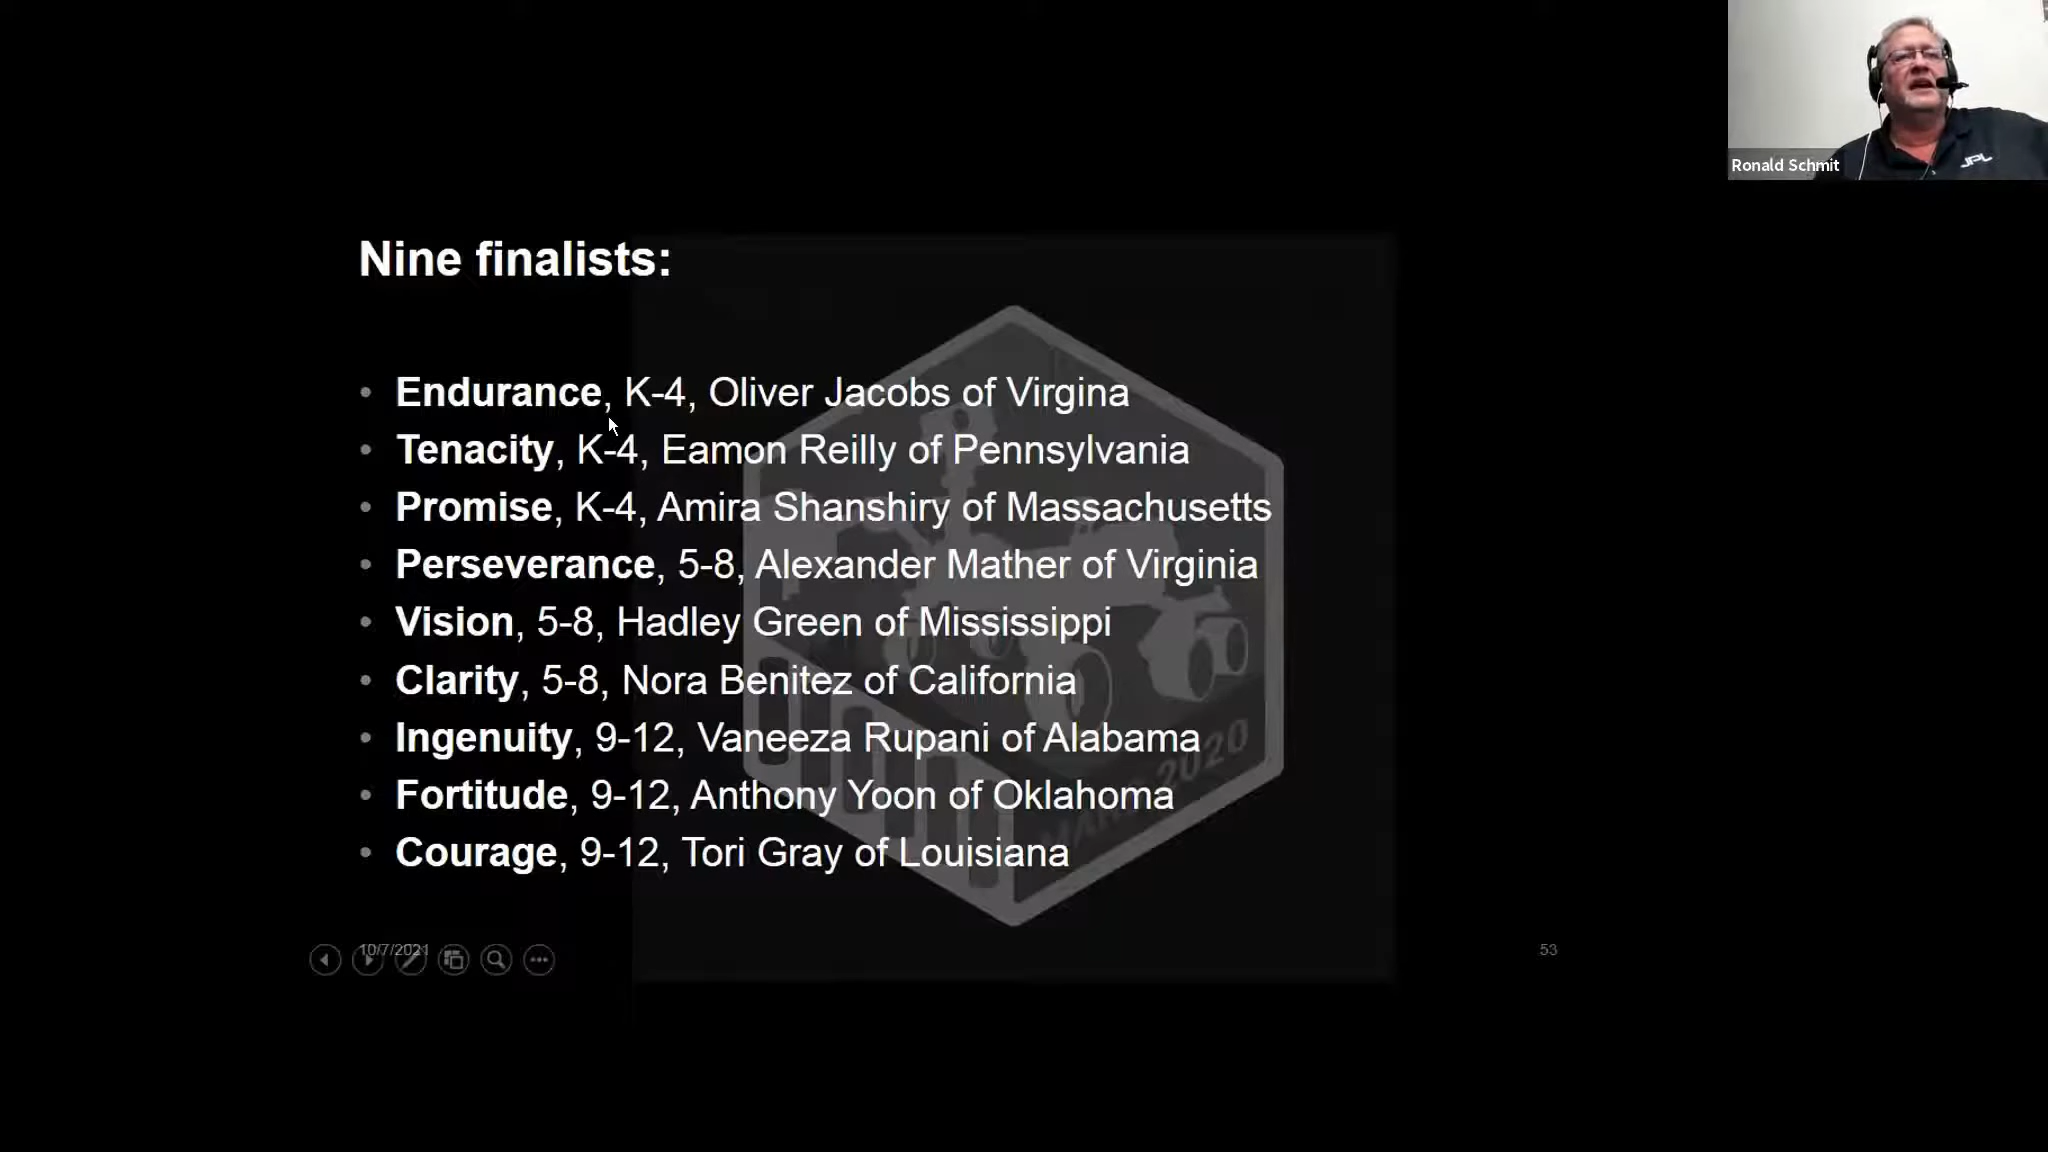 JPL
Ronald Schmit
Nine finalists:
• Endurance, K-4, Oliver Jacobs of Virgina
• Tenacity, K-4, Eamon Reilly of Pennsylvania
• Promise, K-4, Amira Shanshiry of Massachusetts
• Perseverance, 5-8, Alexander Mather of Virginia
• Vision, 5-8, Hadley Green of Mississippi
• Clarity, 5-8, Nora Benitez of California
• Ingenuity, 9-12, Vaneeza Rupani of Alabama
• Fortitude, 9-12, Anthony Yoon of Oklahoma
• Courage, 9-12, Tori Gray of Louisiana
MARS 2020
10/7/2021
53